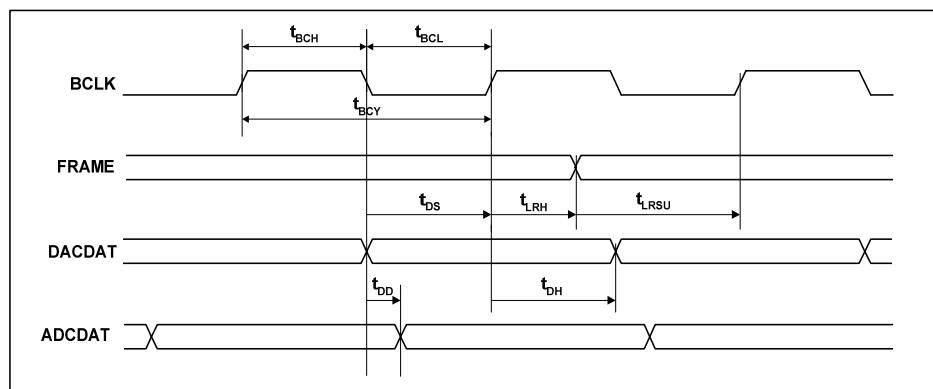 tBCH tBCL
BCLK
tBCY
FRAME
tDS tLRH tLRSU
DACDAT
tDD tDH
ADCDAT